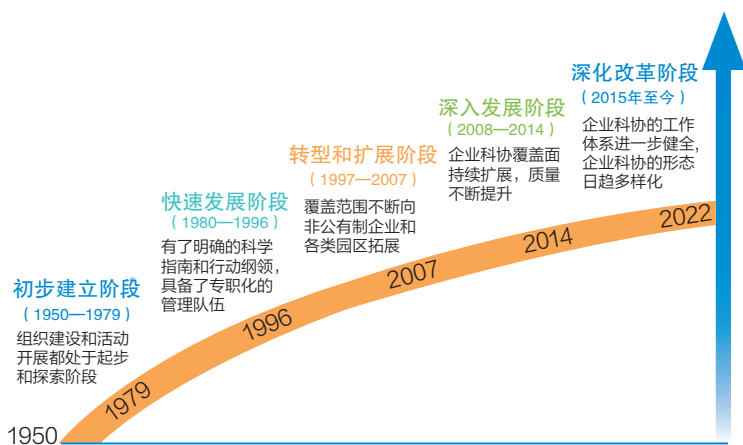 初步建立阶段
（1950—1979）
组织建设和活动
开展都处于起步
和探索阶段
快速发展阶段
（1980—1996）
有了明确的科学
指南和行动纲领，
具备了专职化的
管理队伍
转型和扩展阶段
（1997—2007）
覆盖范围不断向
非公有制企业和
各类园区拓展
深入发展阶段
（2008—2014）
企业科协覆盖面
持续扩展，质量
不断提升
深化改革阶段
（2015年至今）
企业科协的工作
体系进一步健全，
企业科协的形态
日趋多样化
1950
1979
1996
2007
2014
2022